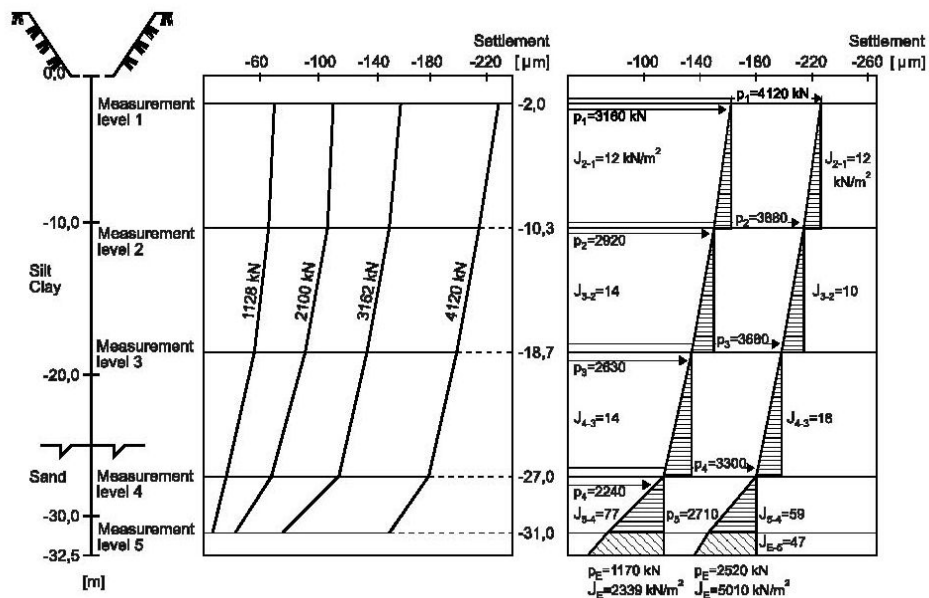 Settlement
[ µm]
-60
-100
-140
-220
Settlement
[ µm]
-100
-140
-180
-220
-260
0,0
Measurement
level 1
-2,0
p1=4120 kN
p1=3160 kN
J2-1=12 kN/m²
J2-1=12
kN/m²
-10,0
Measurement
level 2
-10,3
p2=3880
p2=2920
Silt
Clay
1128 kN
2100 kN
3162 kN
4120 kN
J3-2=14
J3-2=10
Measurement
level 3
-18,7
p3=3680
p3=2630
-20,0
J4-3=14
J4-3=18
Sand
Measurement
level 4
-27,0
p4=3300
p4=2240
-30,0
J5-4=77
p5=2710
J5-4=59
Measurement
level 5
-31,0
JE-5=47
-32,5
[m]
pE=1170 kN
JE=2339 kN/m²
pE=2520 kN
JE=5010 kN/m²